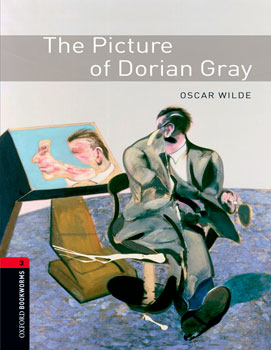 The Picture
of Dorian Gray
OSCAR WILDE
3
OXFORD BOOKWORMS